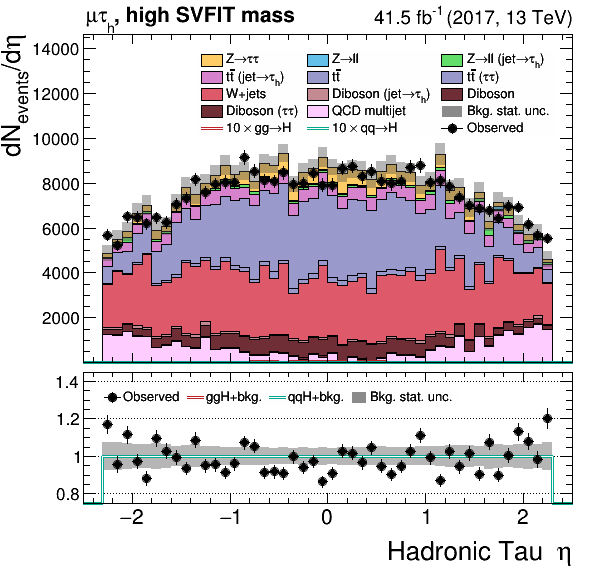 μτh, high SVFIT mass 41.5 fb-1 (2017, 13 TeV)
dNevents/dη
14000
12000
10000
8000
6000
4000
2000
Z→ττ Z→ll Z→ll (jet→τh)
tt̄ (jet→τh) tt̄ tt̄ (ττ)
W+jets Diboson (jet→τh) Diboson
Diboson (ττ) QCD multijet Bkg. stat. unc.
10 × gg→H 10 × qq→H Observed
1.4
Observed ggH+bkg. qqH+bkg. Bkg. stat. unc.
1.2
1
0.8
−2 −1 0 1 2
Hadronic Tau η